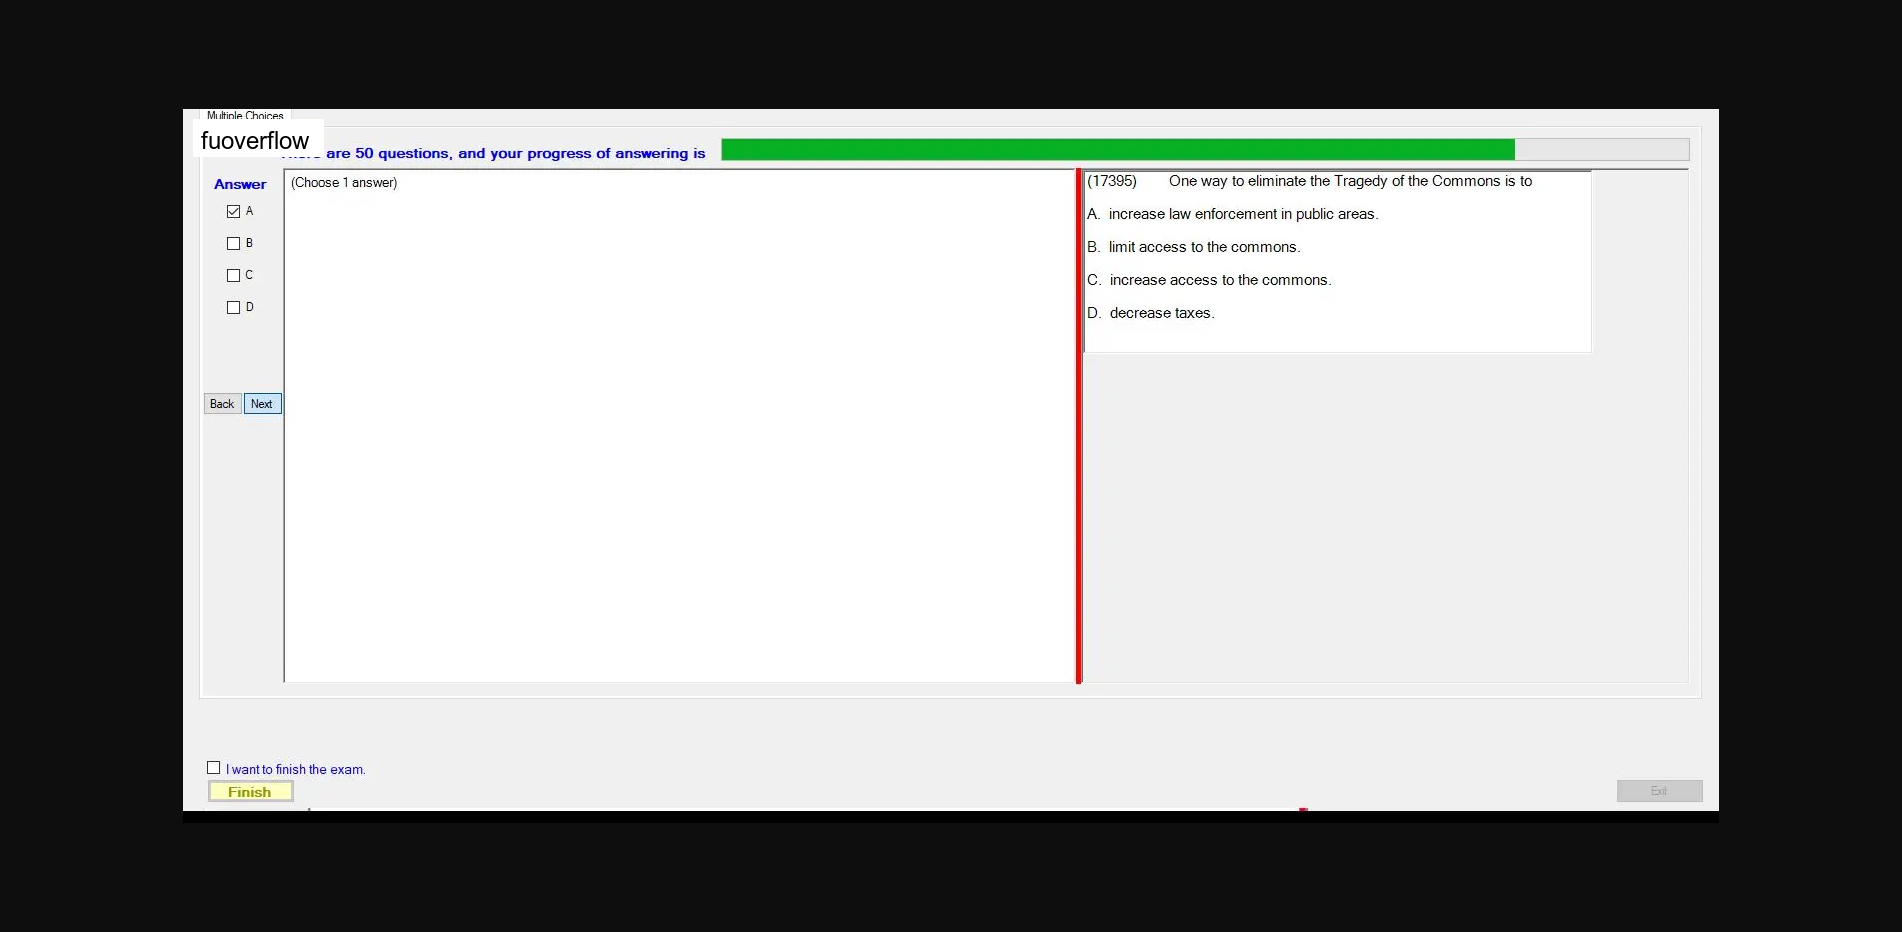 Multiple Choices
fuoverflow
are 50 questions, and your progress of answering is
Answer
(Choose 1 answer)
A
B
C
D
Back Next
(17395) One way to eliminate the Tragedy of the Commons is to
A. increase law enforcement in public areas.
B. limit access to the commons.
C. increase access to the commons.
D. decrease taxes.
I want to finish the exam.
Finish
Exit